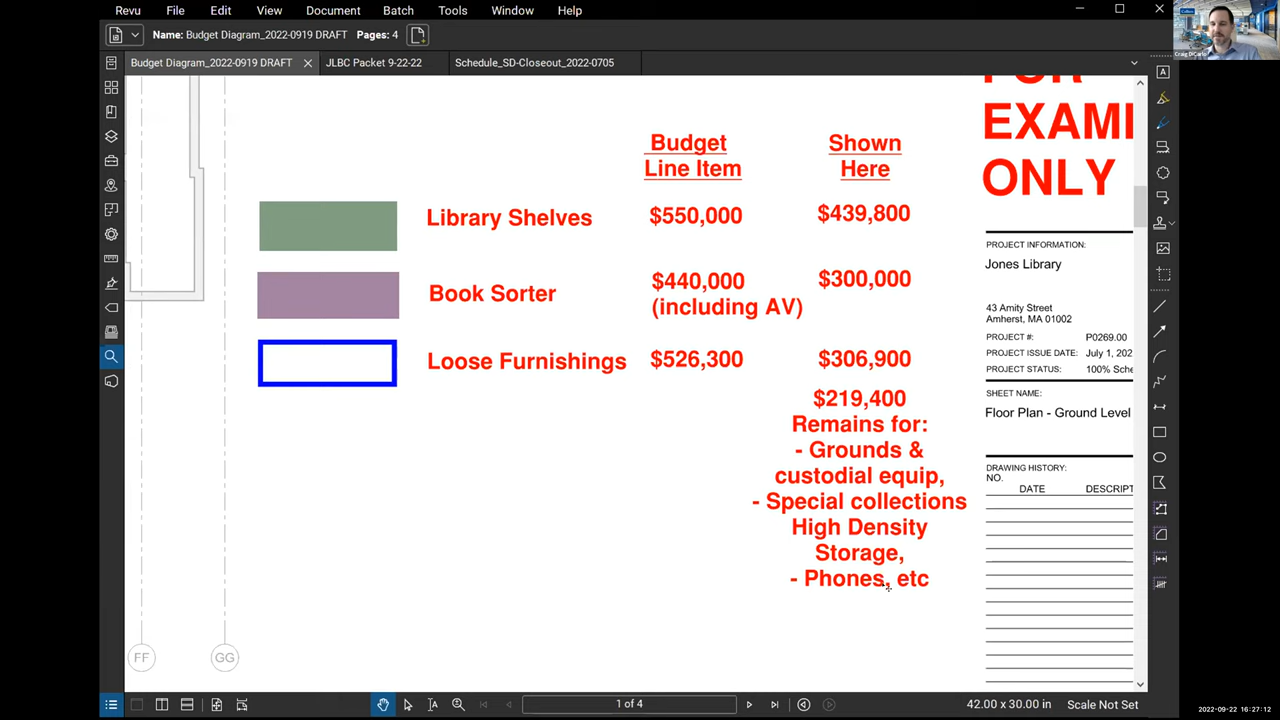 Revu File Edit View Document Batch Tools Window Help
Name: Budget Diagram_2022-0919 DRAFT Pages: 4
Budget Diagram_2022-0919 DRAFT JLBC Packet 9-22-22 Schedule_SD-Closeout_2022-0705
Craig DiCarlo
EXAMI
ONLY
Budget Line Item
Shown Here
Library Shelves $550,000 $439,800
Book Sorter $440,000 (including AV) $300,000
Loose Furnishings $526,300 $306,900
$219,400
Remains for:
- Grounds &
custodial equip,
- Special collections
High Density
Storage,
- Phones, etc
PROJECT INFORMATION:
Jones Library
43 Amity Street
Amherst, MA 01002
PROJECT #: P0269.00
PROJECT ISSUE DATE: July 1, 202
PROJECT STATUS: 100% Sche
SHEET NAME:
Floor Plan - Ground Level
DRAWING HISTORY:
NO. DATE DESCRIPT
FF GG
1 of 4
42.00 x 30.00 in Scale Not Set
2022-09-22 16:27:12